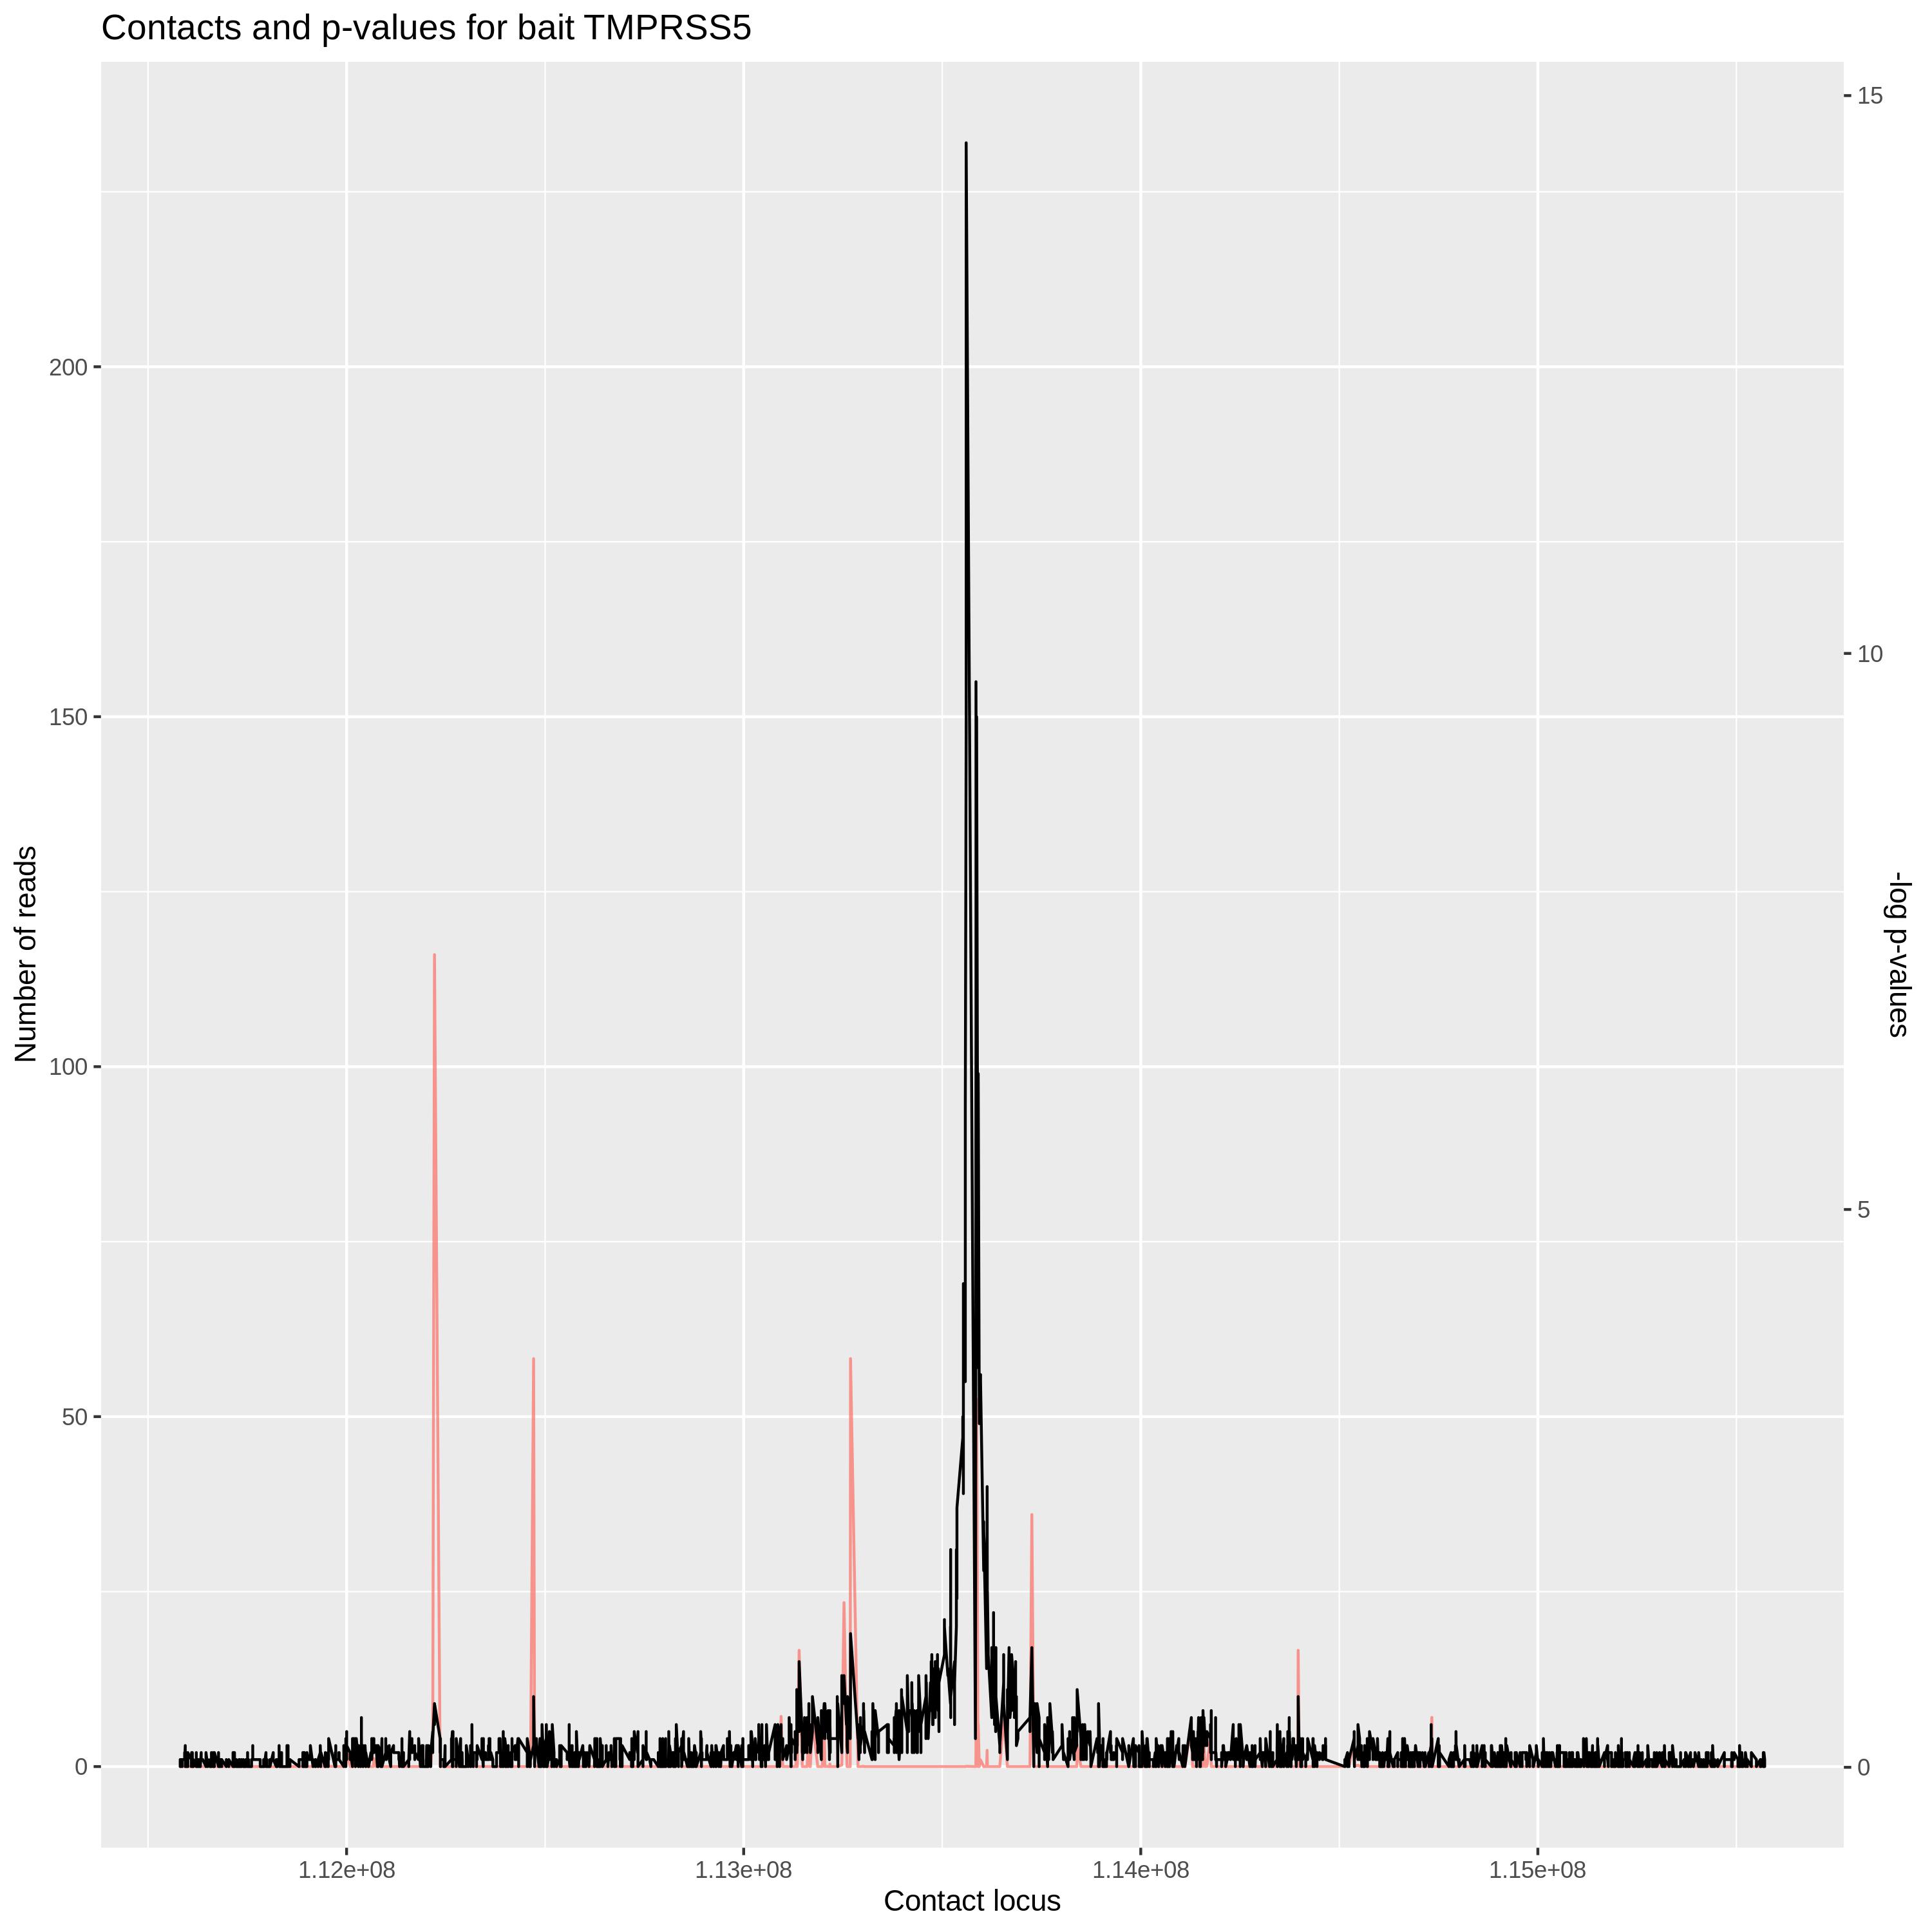 Contacts and p-values for bait TMPRSS5
15
200
10
150
Number of reads
-log p-values
100
5
50
0
0
1.12e+08
1.13e+08
1.14e+08
1.15e+08
Contact locus